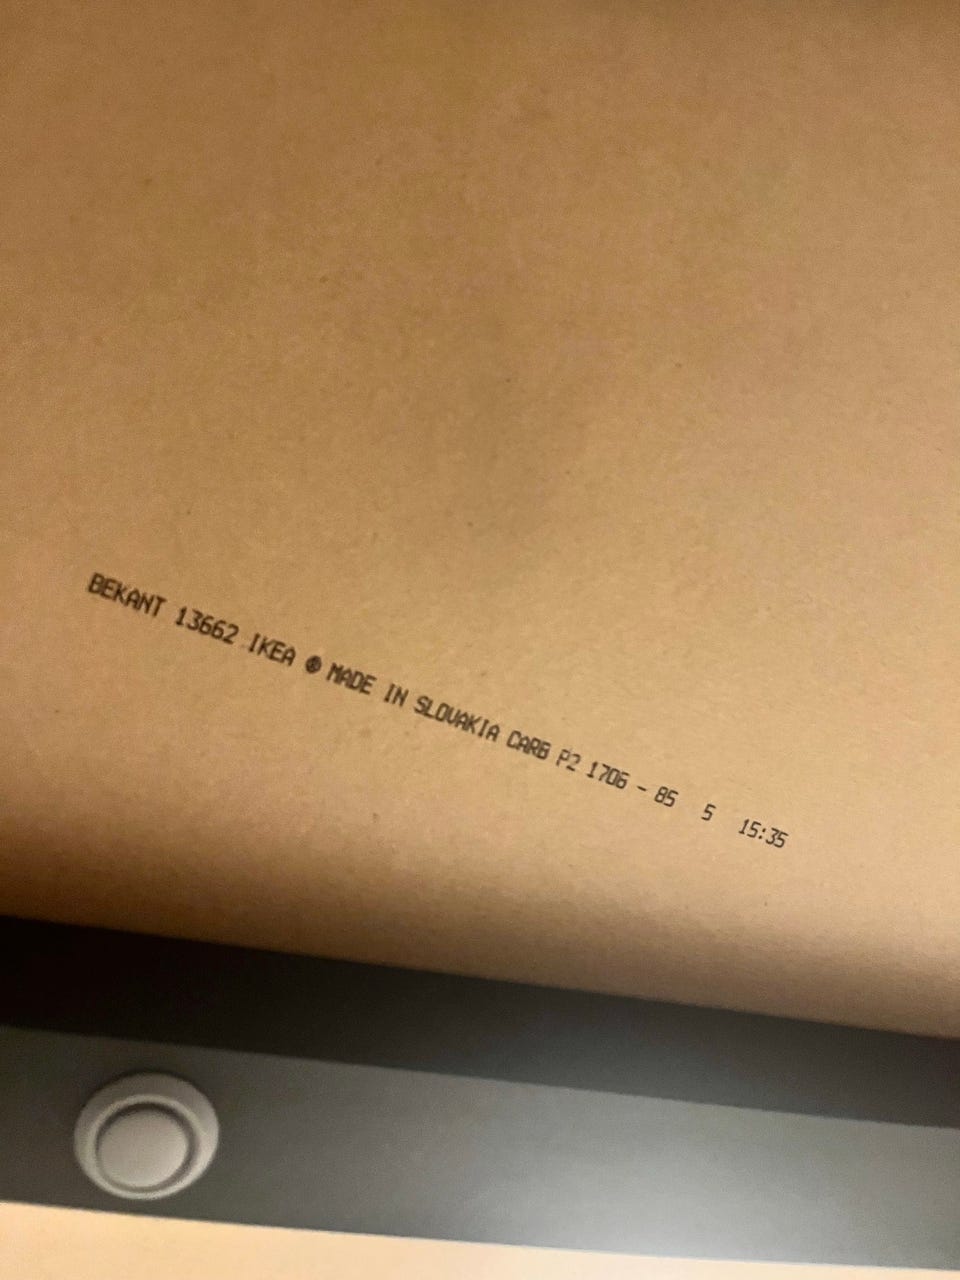 BEKANT 13662 IKEA ® MADE IN SLOVAKIA CARB P2 1706 - 85 5 15:35